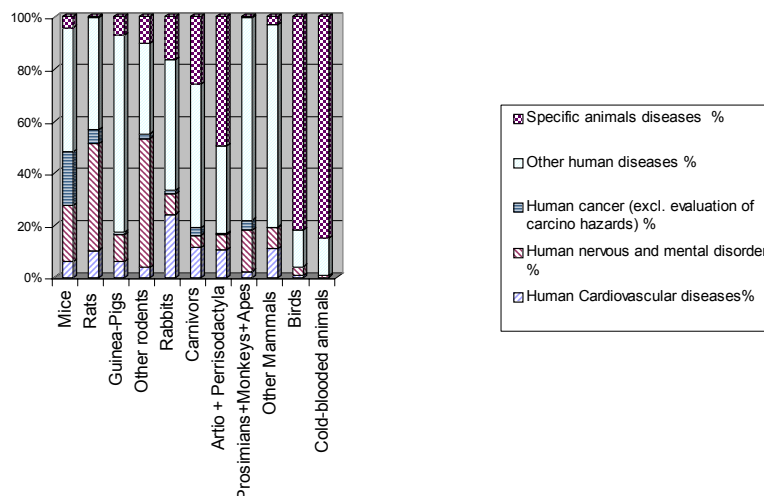 100%
80%
60%
40%
20%
0%
Mice
Rats
Guinea-Pigs
Other rodents
Rabbits
Carnivors
Artio + Perrisodactyla
Prosimians+Monkeys+Apes
Other Mammals
Birds
Cold-blooded animals
Specific animals diseases %
Other human diseases %
Human cancer (excl. evaluation of
carcino hazards) %
Human nervous and mental disorder
%
Human Cardiovascular diseases%